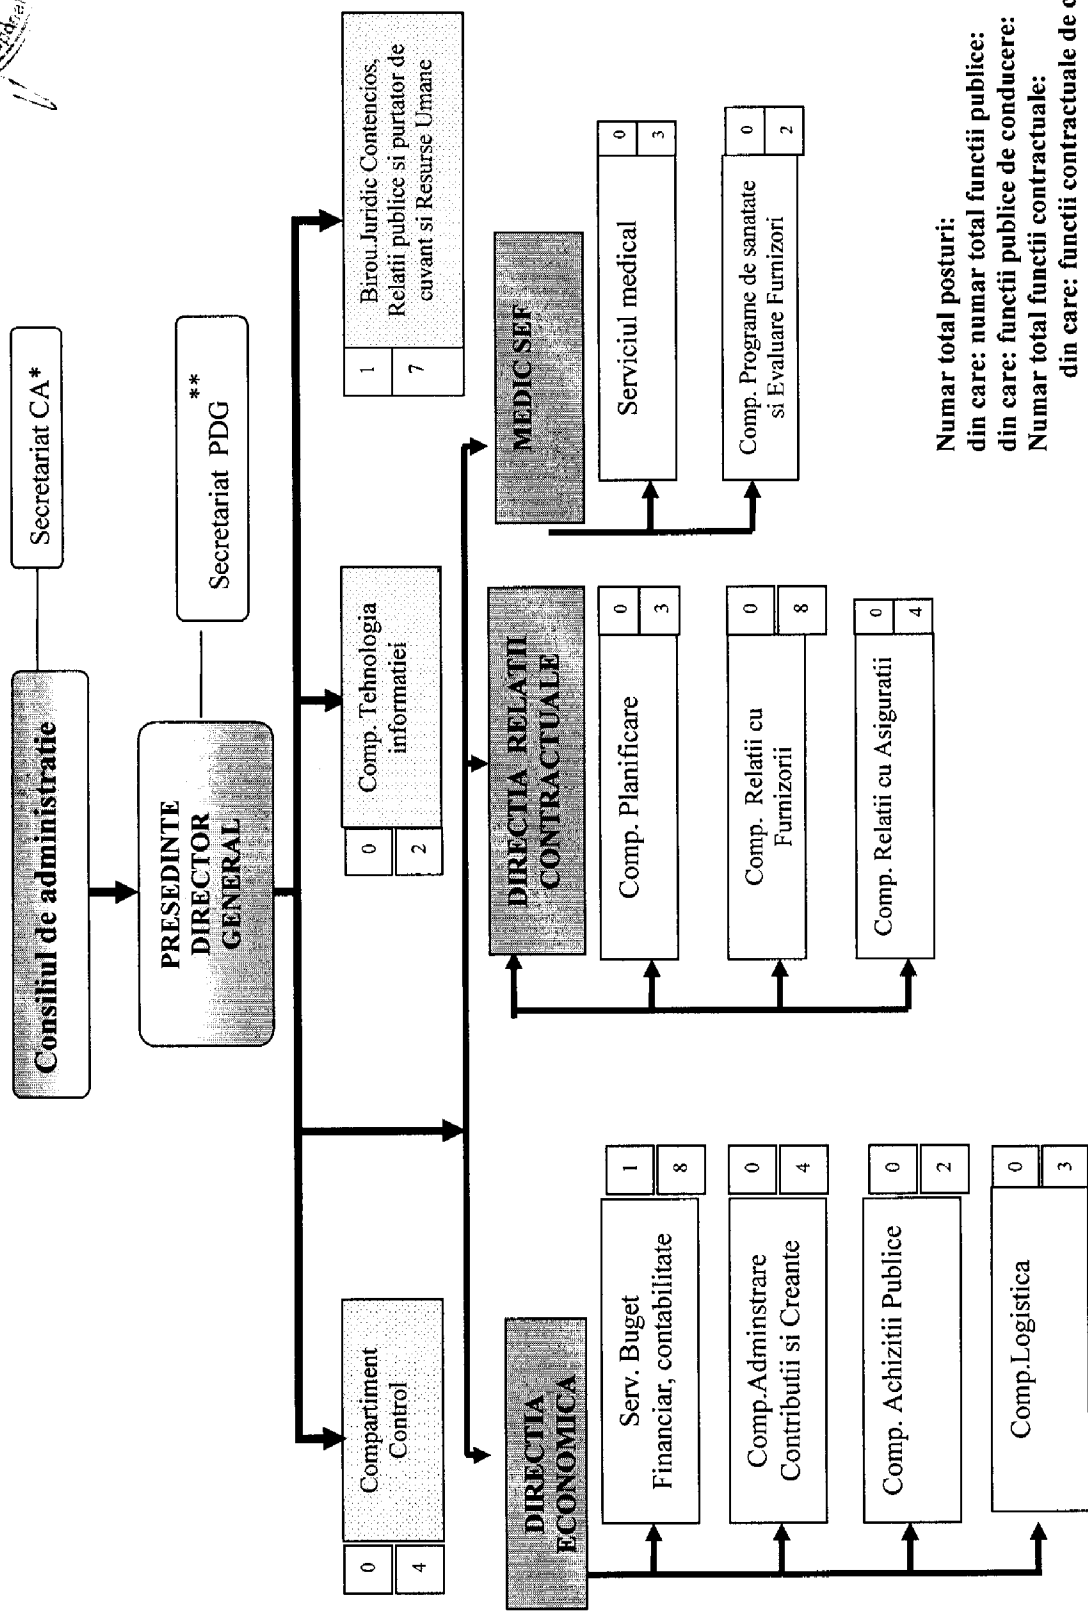 Consiliul de administratie
Secretariat CA*
PRESEDINTE
DIRECTOR
GENERAL
**
Secretariat PDG
0
4
Compartiment
Control
0
2
Comp. Tehnologia
informatiei
1
7
Birou.Juridic Contencios,
Relatii publice si purtator de
cuvant si Resurse Umane
DIRECTIA
ECONOMICA
Serv. Buget
Financiar, contabilitate
1
8
Comp.Adminstrare
Contributii si Creante
0
4
Comp. Achizitii Publice
0
2
Comp.Logistica
0
3
DIRECTIA RELATII
CONTRACTUALE
Comp. Planificare
0
3
Comp. Relatii cu
Furnizorii
0
8
Comp. Relatii cu Asiguratii
0
4
MEDIC SEF
Serviciul medical
0
3
Comp. Programe de sanatate
si Evaluare Furnizori
0
2
Numar total posturi:
din care: numar total functii publice:
din care: functii publice de conducere:
Numar total functii contractuale:
din care: functii contractuale de c